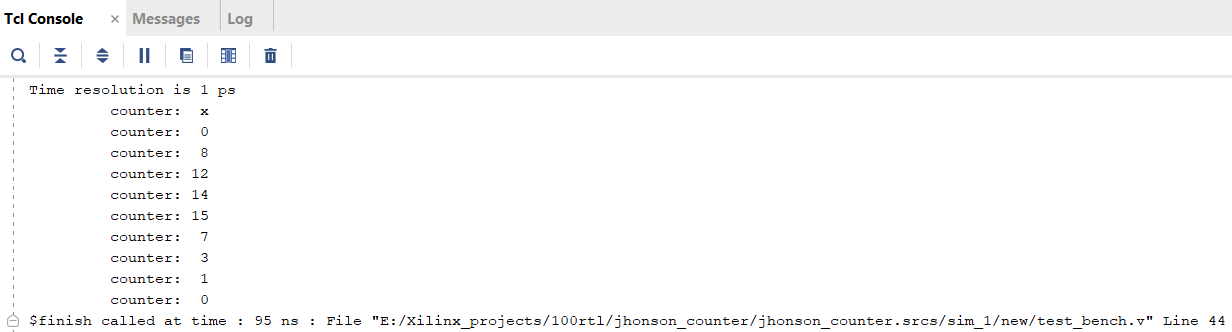 Tcl Console × Messages Log
Time resolution is 1 ps
counter: x
counter: 0
counter: 8
counter: 12
counter: 14
counter: 15
counter: 7
counter: 3
counter: 1
counter: 0
$finish called at time : 95 ns : File "E:/Xilinx_projects/100rtl/jhonson_counter/jhonson_counter.srcs/sim_1/new/test_bench.v" Line 44